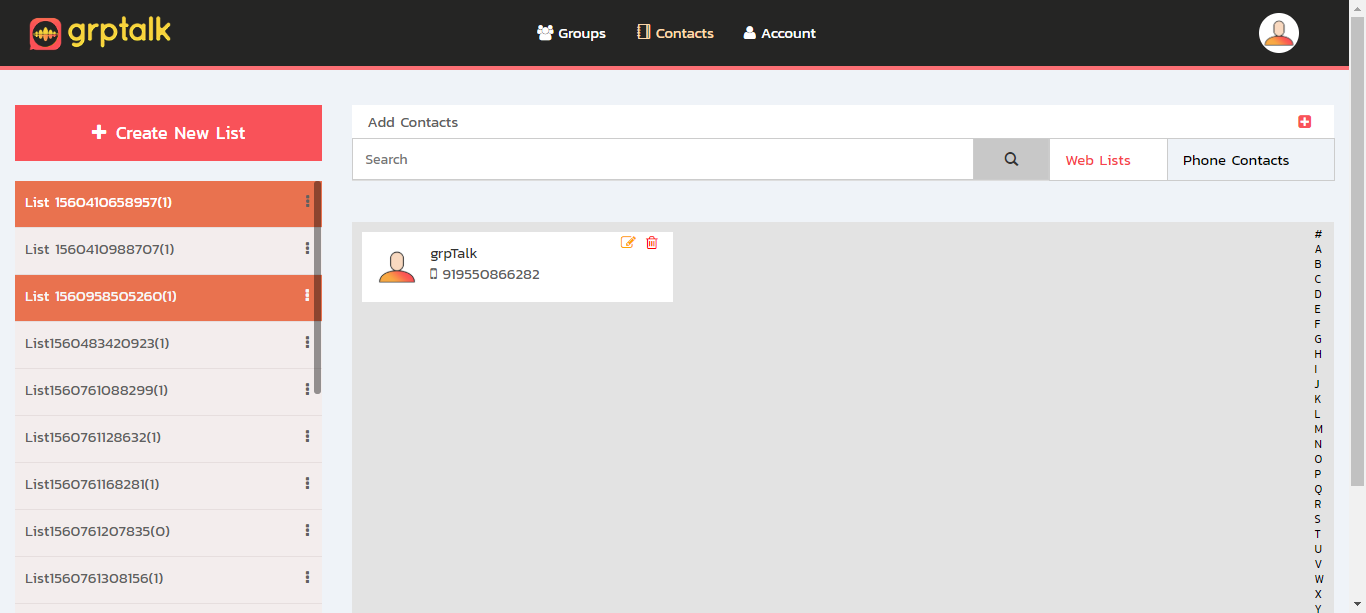 grptalk
Groups
Contacts
Account
Create New List
List 1560410658957(1)
List 1560410988707(1)
List 1560958505260(1)
List1560483420923(1)
List1560761088299(1)
List1560761128632(1)
List1560761168281(1)
List1560761207835(0)
List1560761308156(1)
Add Contacts
Search
Web Lists
Phone Contacts
grpTalk
919550866282
#
A
B
C
D
E
F
G
H
I
J
K
L
M
N
O
P
Q
R
S
T
U
V
W
X
Y